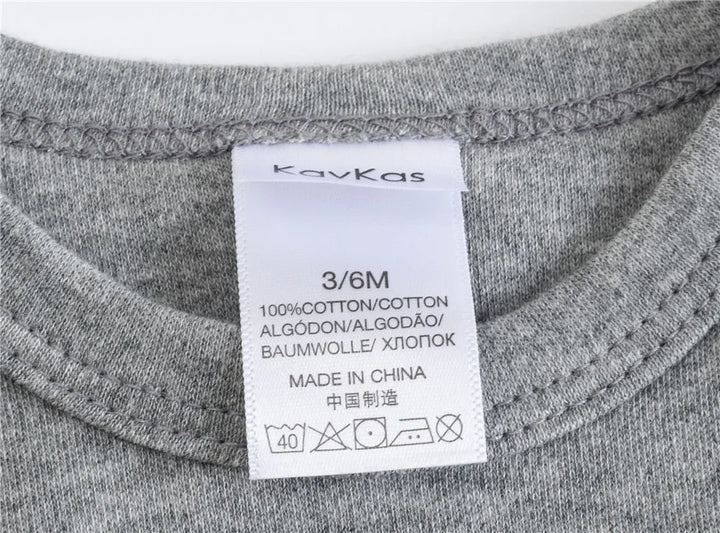 KavKas
3/6M
100%COTTON/COTTON
ALGÓDON/ALGODÃO/
BAUMWOLLE/ ХЛОПОК
MADE IN CHINA
中国制造
40